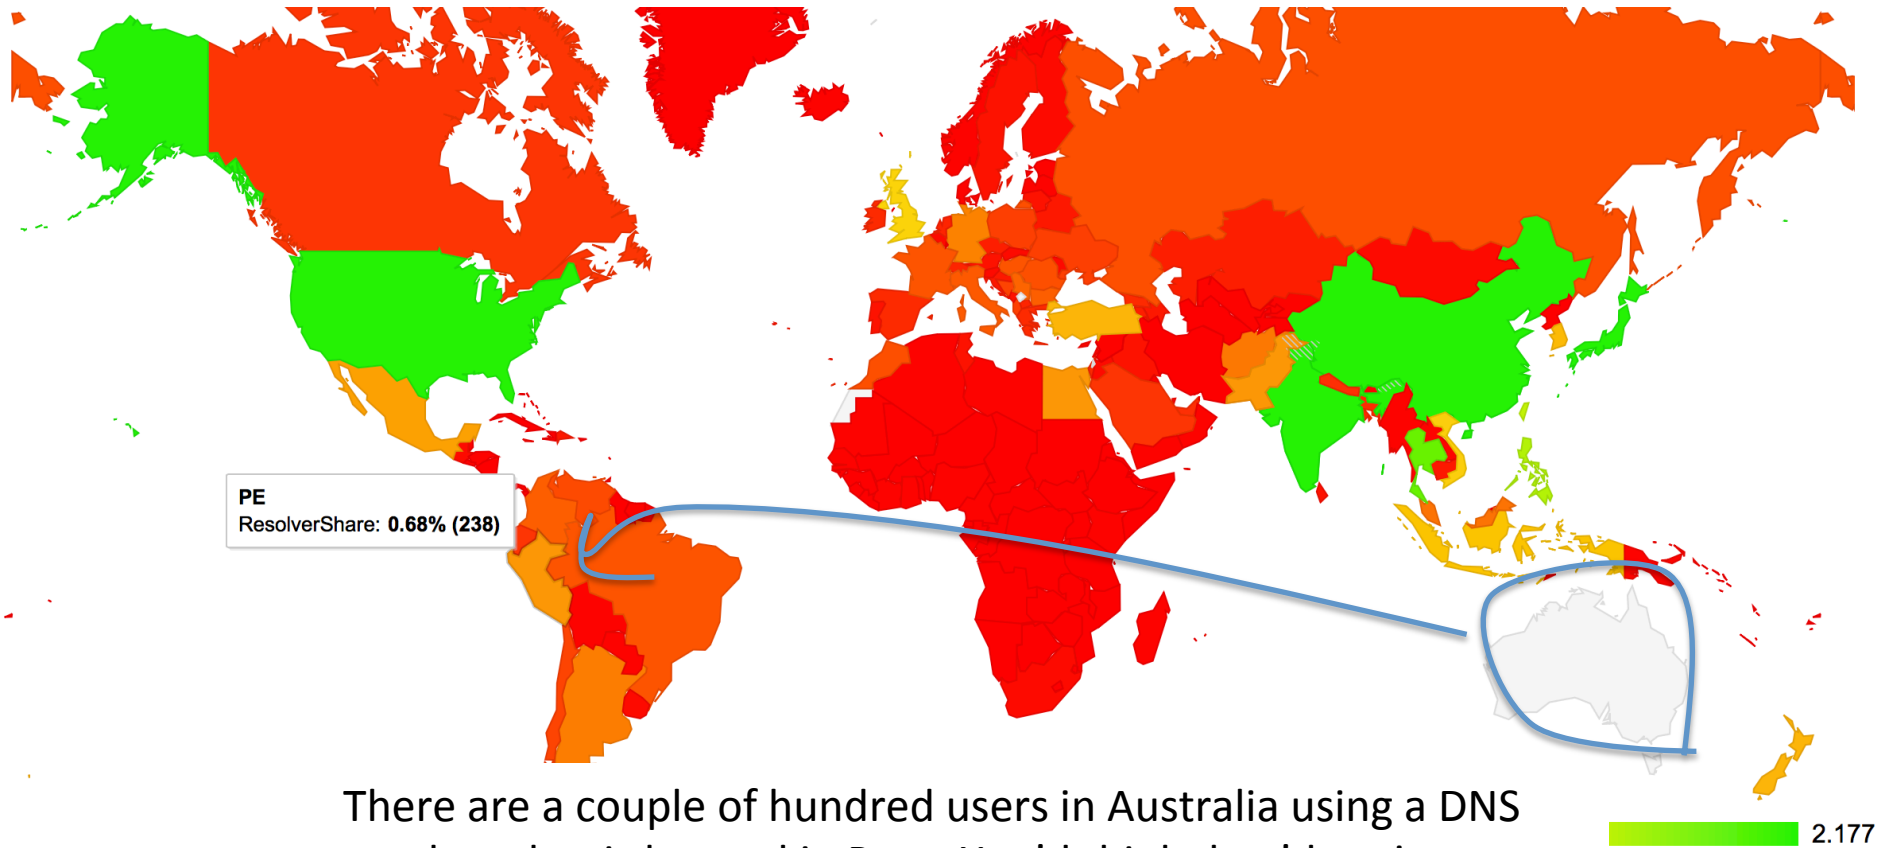 PE
ResolverShare: 0.68% (238)
There are a couple of hundred users in Australia using a DNS
2.177